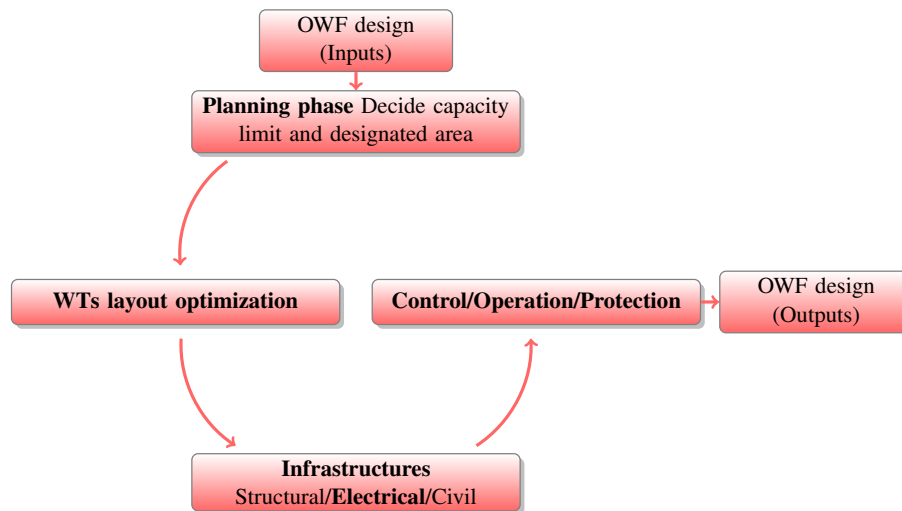 OWF design
(Inputs)
Planning phase Decide capacity
limit and designated area
WTs layout optimization
Control/Operation/Protection
OWF design
(Outputs)
Infrastructures
Structural/Electrical/Civil